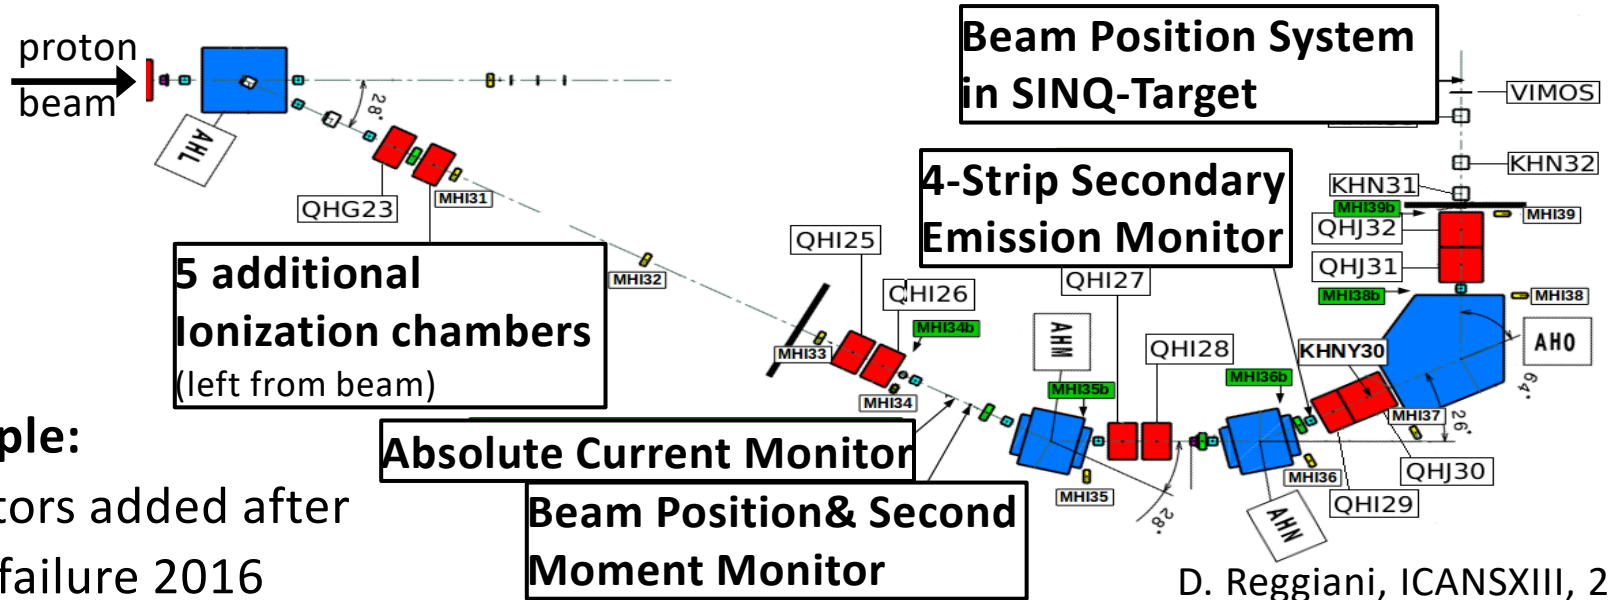 proton
beam
28°
AHL
QHG23
MHI31
5 additional
Ionization chambers
(left from beam)
MHI32
MHI33
QHI25
QHI26
MHI34b
MHI34
Absolute Current Monitor
Beam Position& Second
Moment Monitor
Beam Position System
in SINQ-Target
4-Strip Secondary
Emission Monitor
QHI27
AHM
MHI35b
QHI28
MHI35
28°
MHI36b
MHI36
AHN
KHNY30
MHI37
26°
64°
QHJ30
QHI29
AHO
VIMOS
KHN32
KHN31
MHI39b
MHI39
QHJ32
QHJ31
MHI38b
MHI38
ple:
tors added after
failure 2016
D. Reggiani, ICANSXIII, 2